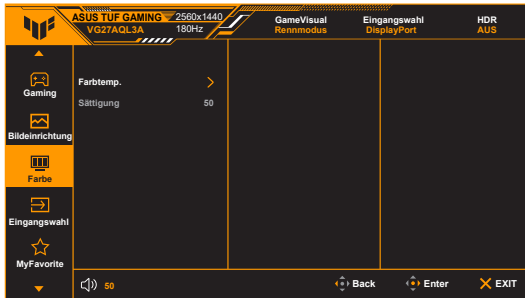 ASUS TUF GAMING
VG27AQL3A
2560x1440
180Hz
GameVisual
Rennmodus
Eingangswahl
DisplayPort
HDR
AUS
Gaming
Bildeinrichtung
Farbe
Eingangswahl
MyFavorite
Farbtemp.
Sättigung 50
50
Back
Enter
EXIT